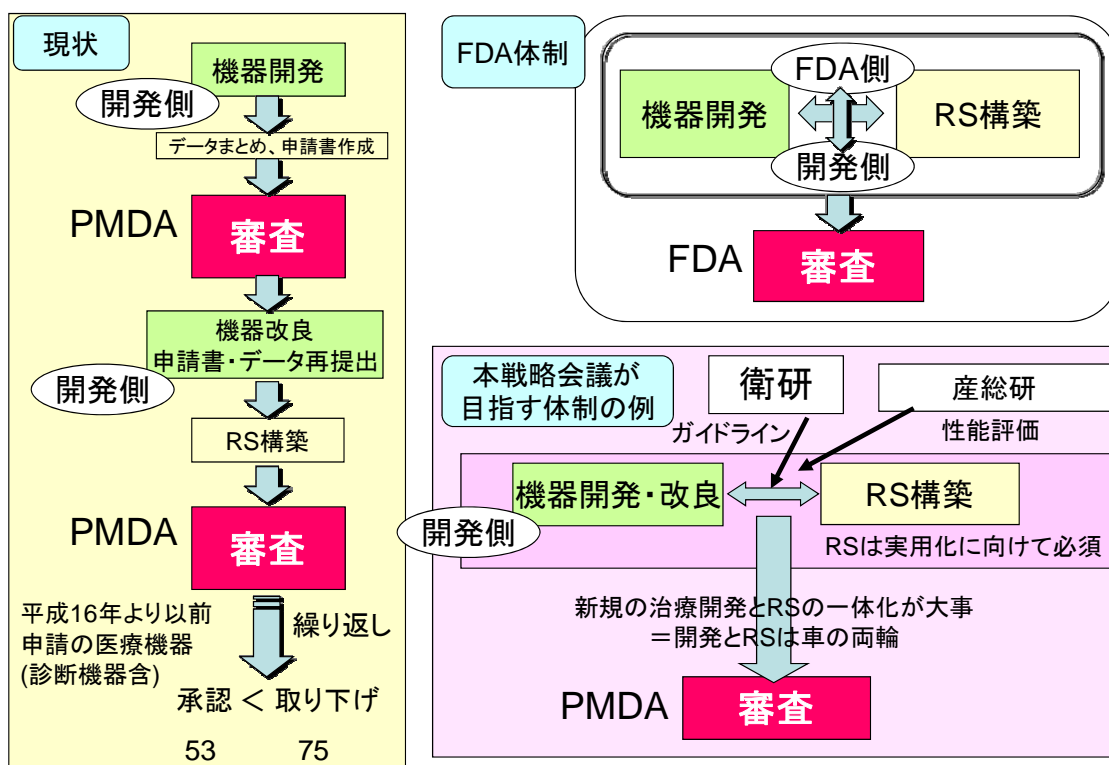 現状
機器開発
開発側
データまとめ、申請書作成
PMDA
審査
機器改良
申請書・データ再提出
開発側
RS構築
PMDA
審査
平成16年より以前
申請の医療機器
(診断機器含)
繰り返し
承認 < 取り下げ
53 75
FDA体制
FDA側
機器開発
RS構築
開発側
FDA
審査
本戦略会議が
目指す体制の例
衛研
産総研
ガイドライン
性能評価
機器開発・改良
RS構築
開発側
RSは実用化に向けて必須
新規の治療開発とRSの一体化が大事
=開発とRSは車の両輪
PMDA
審査